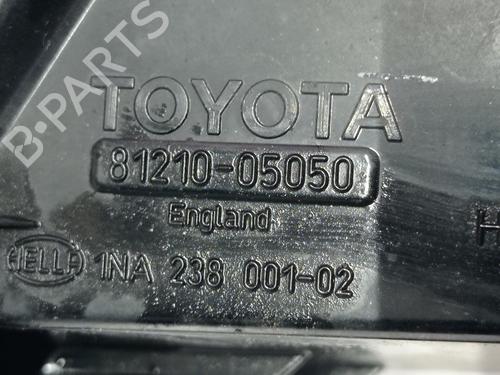 B-PARTS
TOYOTA
81210-05050
England
HELLA 1NA 238 001-02
H